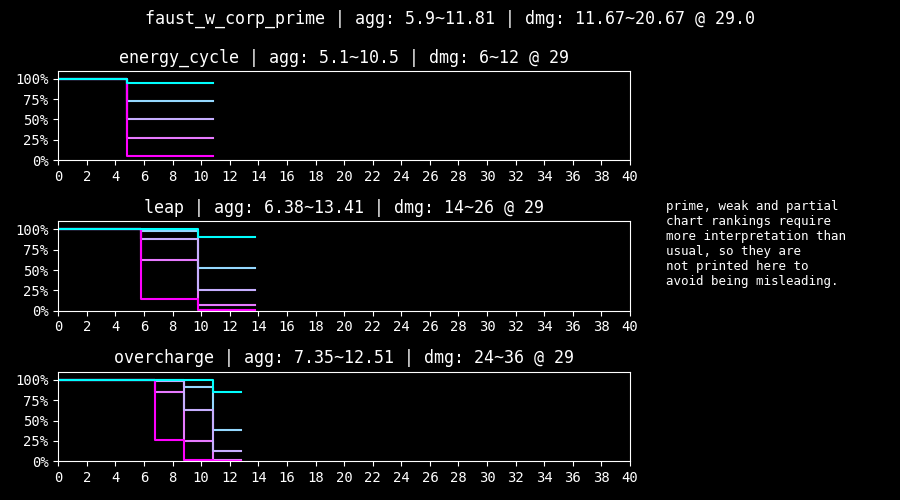 faust_w_corp_prime | agg: 5.9~11.81 | dmg: 11.67~20.67 @ 29.0
energy_cycle | agg: 5.1~10.5 | dmg: 6~12 @ 29
100%
75%
50%
25%
0%
0 2 4 6 8 10 12 14 16 18 20 22 24 26 28 30 32 34 36 38 40
leap | agg: 6.38~13.41 | dmg: 14~26 @ 29
100%
75%
50%
25%
0%
0 2 4 6 8 10 12 14 16 18 20 22 24 26 28 30 32 34 36 38 40
prime, weak and partial
chart rankings require
more interpretation than
usual, so they are
not printed here to
avoid being misleading.
overcharge | agg: 7.35~12.51 | dmg: 24~36 @ 29
100%
75%
50%
25%
0%
0 2 4 6 8 10 12 14 16 18 20 22 24 26 28 30 32 34 36 38 40